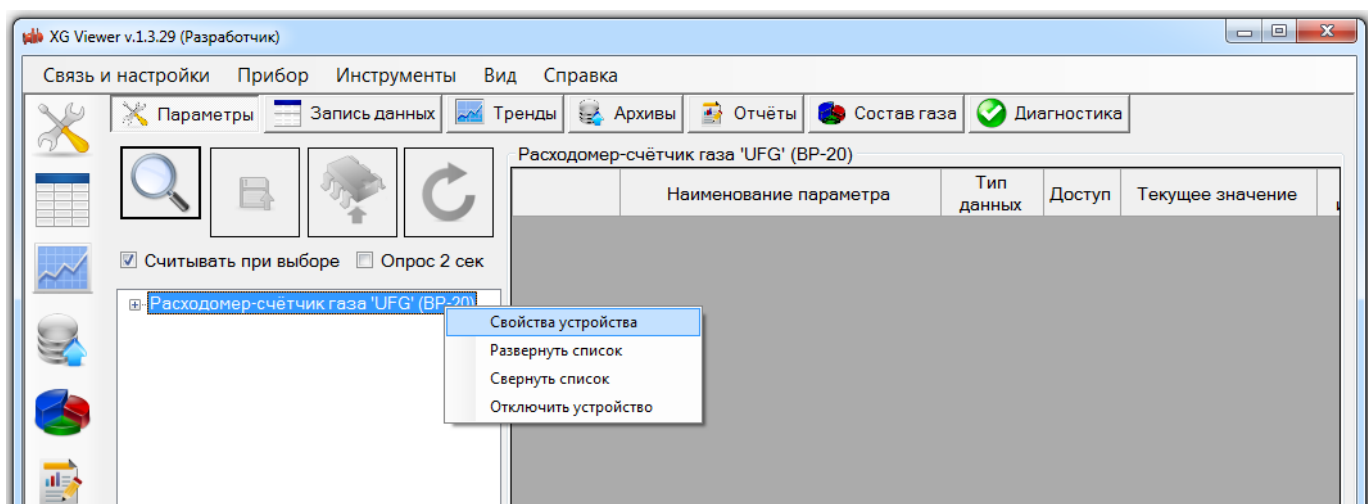 XG Viewer v.1.3.29 (Разработчик)
Связь и настройки Прибор Инструменты Вид Справка
Параметры Запись данных Тренды Архивы Отчёты Состав газа Диагностика
Расходомер-счётчик газа 'UFG' (ВР-20)
Наименование параметра Тип данных Доступ Текущее значение
Считывать при выборе Опрос 2 сек
Расходомер-счётчик газа 'UFG' (ВР-20)
Свойства устройства
Развернуть список
Свернуть список
Отключить устройство